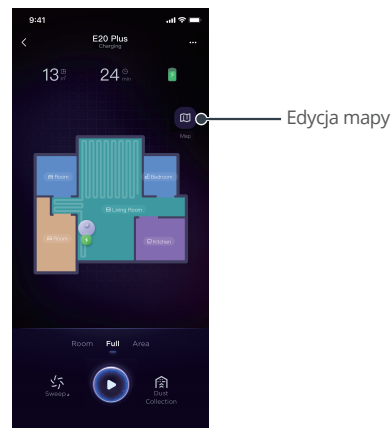 9:41
E20 Plus
Charging
13 m²
24 min
Map
Edycja mapy
Room
Bedroom
Living Room
Room
Kitchen
Room Full Area
Sweep
Dust
Collection